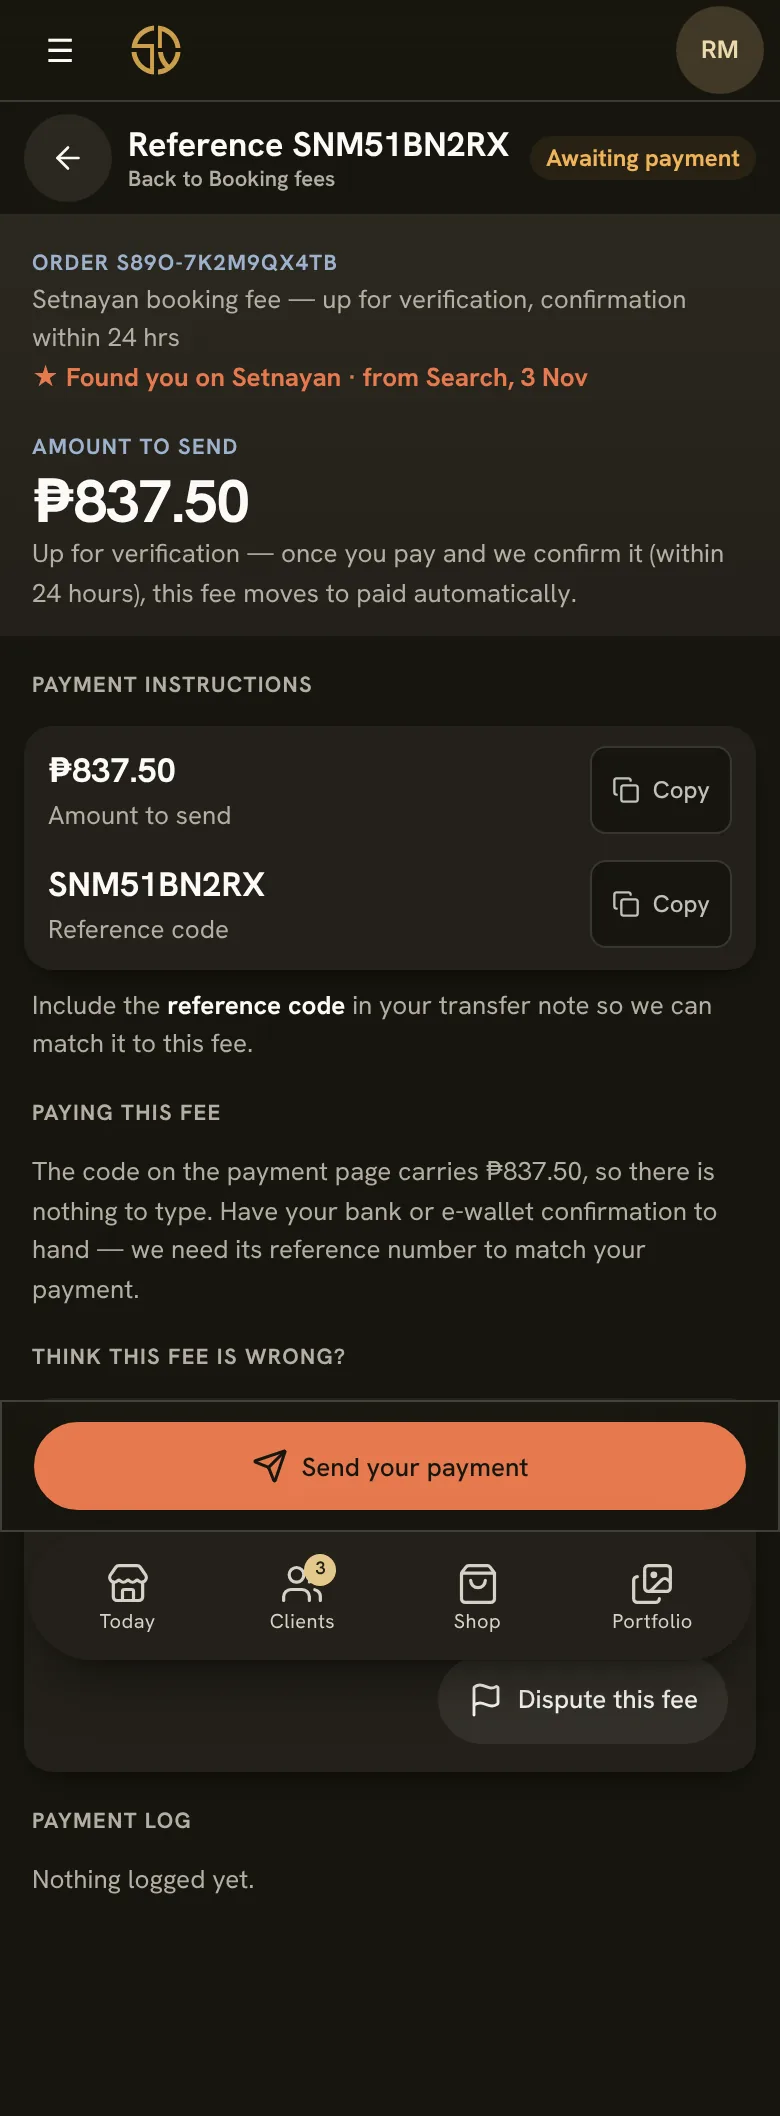 RM
Reference SNM51BN2RX
Back to Booking fees
Awaiting payment
ORDER S89O-7K2M9QX4TB
Setnayan booking fee — up for verification, confirmation
within 24 hrs
★ Found you on Setnayan · from Search, 3 Nov
AMOUNT TO SEND
₱837.50
Up for verification — once you pay and we confirm it (within
24 hours), this fee moves to paid automatically.
PAYMENT INSTRUCTIONS
₱837.50
Amount to send
Copy
SNM51BN2RX
Reference code
Copy
Include the reference code in your transfer note so we can
match it to this fee.
PAYING THIS FEE
The code on the payment page carries ₱837.50, so there is
nothing to type. Have your bank or e-wallet confirmation to
hand — we need its reference number to match your
payment.
THINK THIS FEE IS WRONG?
Send your payment
3
Today
Clients
Shop
Portfolio
Dispute this fee
PAYMENT LOG
Nothing logged yet.